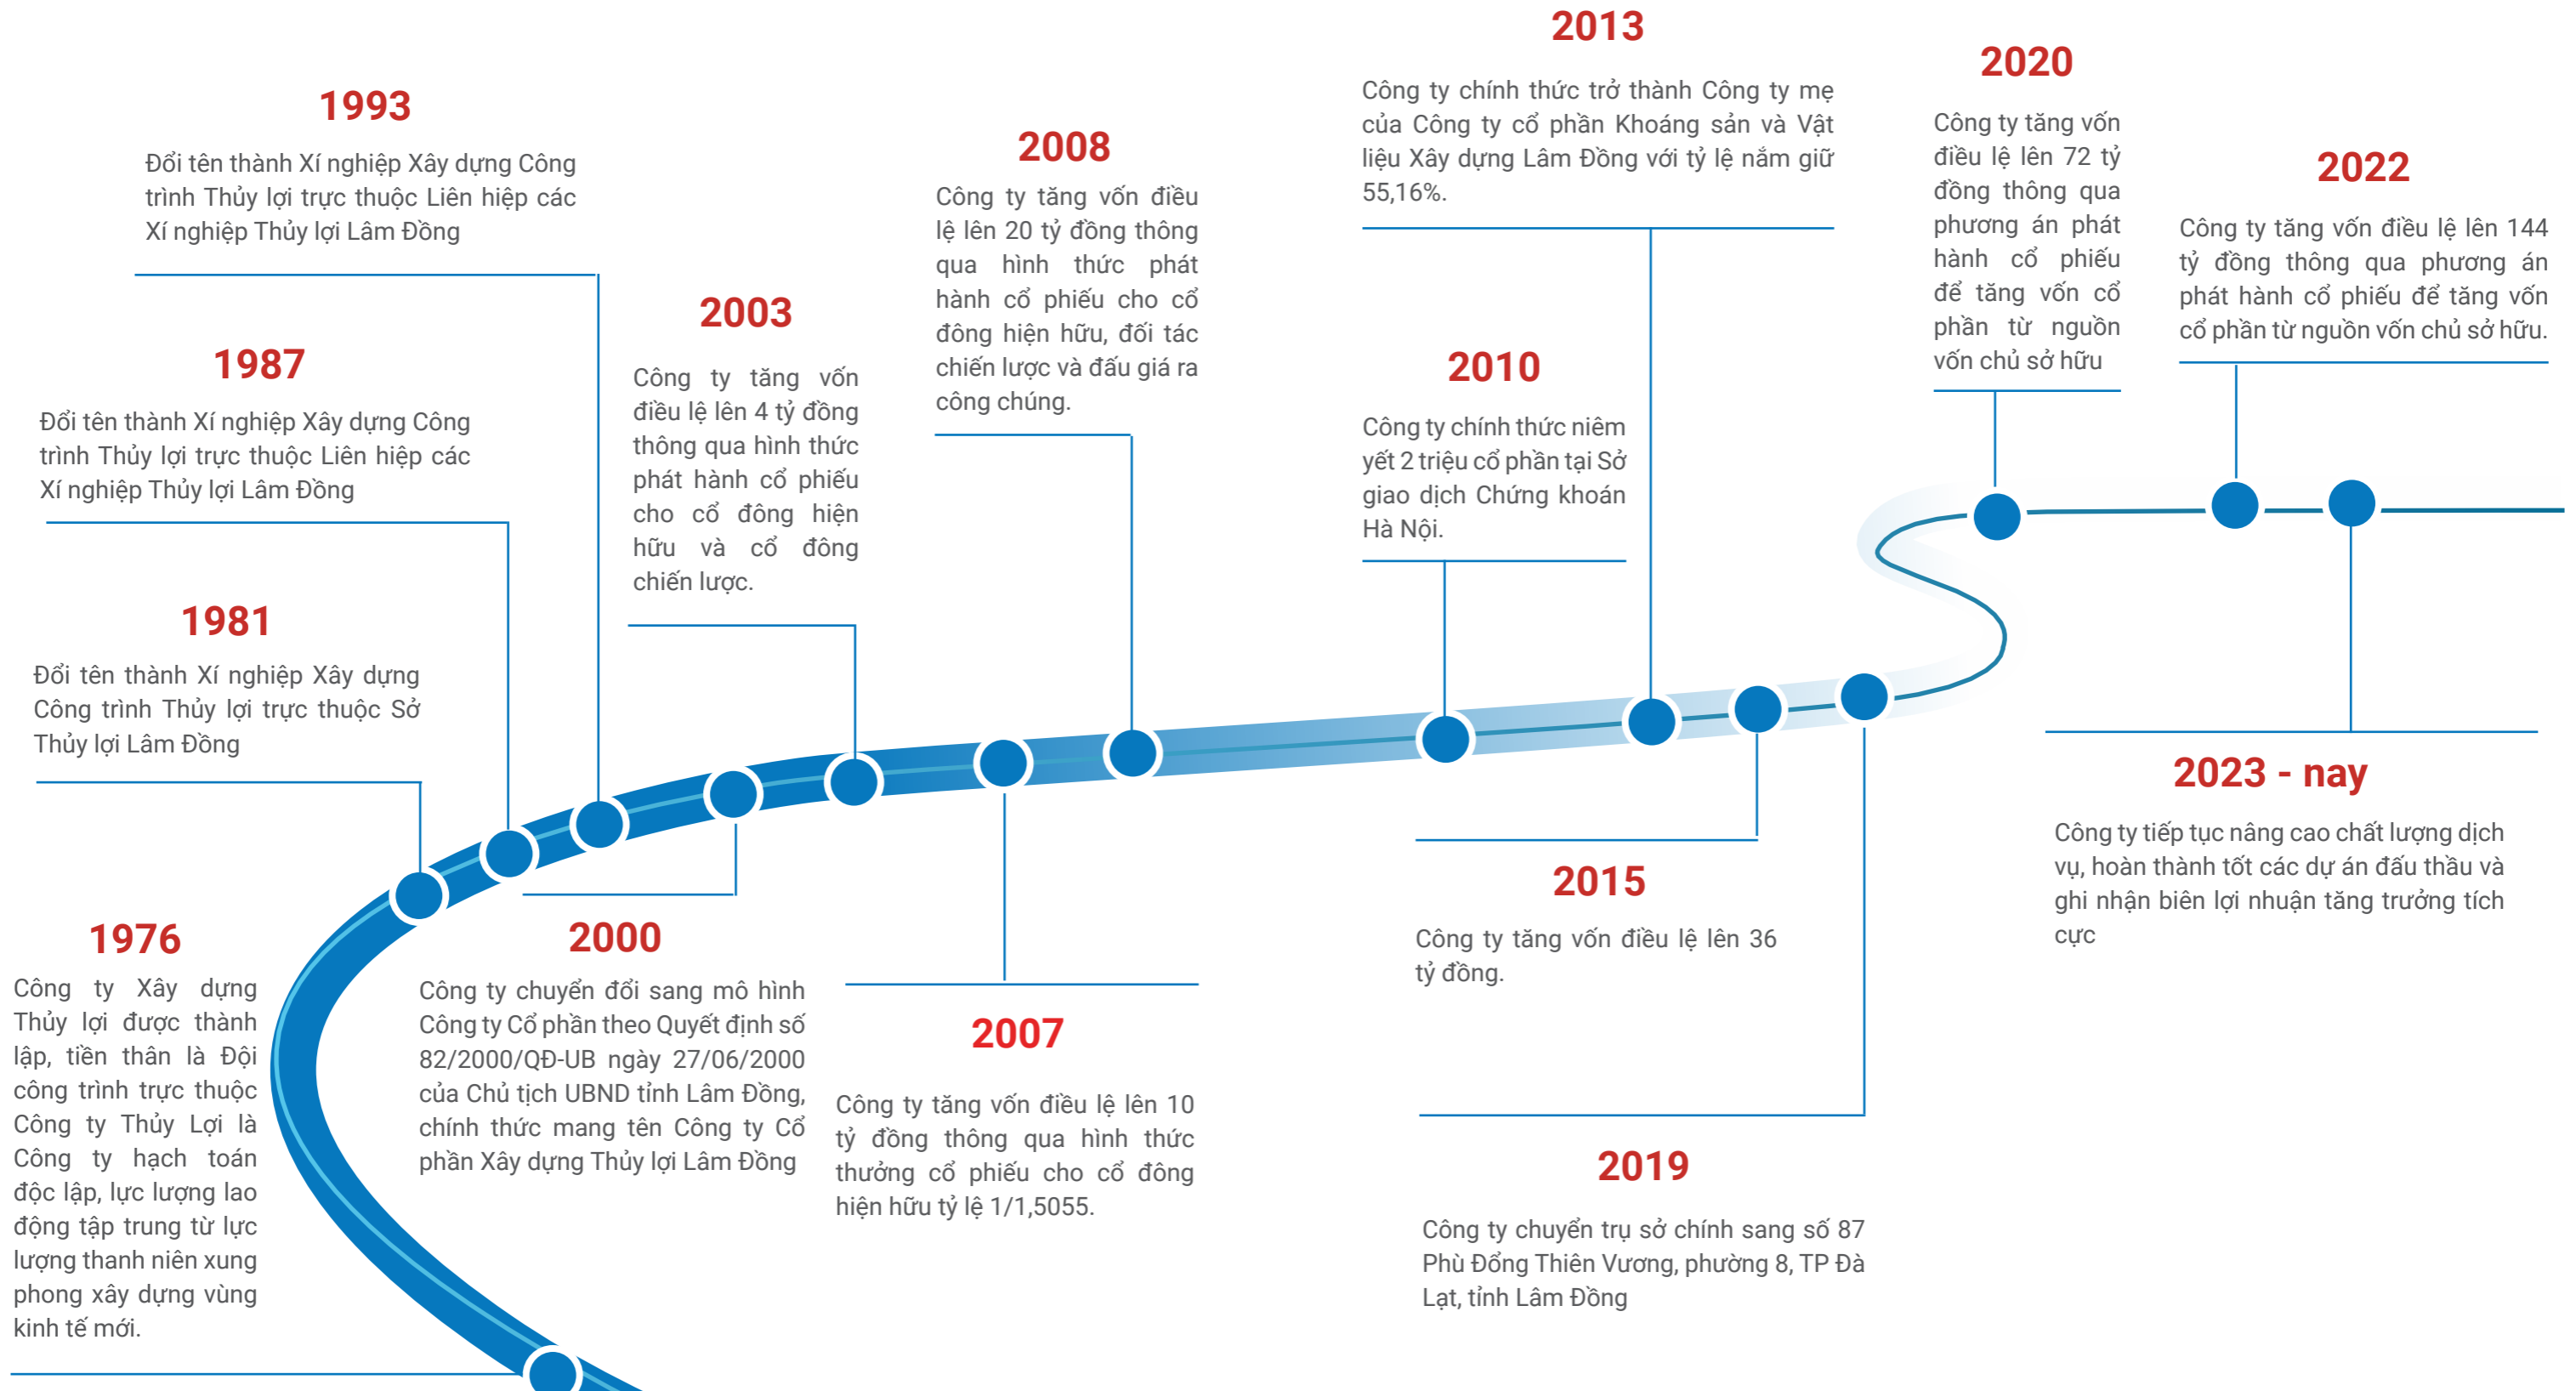 1976
Công ty Xây dựng
Thủy lợi được thành
lập, tiền thân là Đội
công trình trực thuộc
Công ty Thủy Lợi là
Công ty hạch toán
độc lập, lực lượng lao
động tập trung từ lực
lượng thanh niên xung
phong xây dựng vùng
kinh tế mới.
1981
Đổi tên thành Xí nghiệp Xây dựng
Công trình Thủy lợi trực thuộc Sở
Thủy lợi Lâm Đồng
1987
Đổi tên thành Xí nghiệp Xây dựng Công
trình Thủy lợi trực thuộc Liên hiệp các
Xí nghiệp Thủy lợi Lâm Đồng
1993
Đổi tên thành Xí nghiệp Xây dựng Công
trình Thủy lợi trực thuộc Liên hiệp các
Xí nghiệp Thủy lợi Lâm Đồng
2000
Công ty chuyển đổi sang mô hình
Công ty Cổ phần theo Quyết định số
82/2000/QĐ-UB ngày 27/06/2000
của Chủ tịch UBND tỉnh Lâm Đồng,
chính thức mang tên Công ty Cổ
phần Xây dựng Thủy lợi Lâm Đồng
2003
Công ty tăng vốn
điều lệ lên 4 tỷ đồng
thông qua hình thức
phát hành cổ phiếu
cho cổ đông hiện
hữu và cổ đông
chiến lược.
2007
Công ty tăng vốn điều lệ lên 10
tỷ đồng thông qua hình thức
thưởng cổ phiếu cho cổ đông
hiện hữu tỷ lệ 1/1,5055.
2008
Công ty tăng vốn điều
lệ lên 20 tỷ đồng thông
qua hình thức phát
hành cổ phiếu cho cổ
đông hiện hữu, đối tác
chiến lược và đấu giá ra
công chúng.
2010
Công ty chính thức niêm
yết 2 triệu cổ phần tại Sở
giao dịch Chứng khoán
Hà Nội.
2013
Công ty chính thức trở thành Công ty mẹ
của Công ty cổ phần Khoáng sản và Vật
liệu Xây dựng Lâm Đồng với tỷ lệ nắm giữ
55,16%.
2015
Công ty tăng vốn điều lệ lên 36
tỷ đồng.
2019
Công ty chuyển trụ sở chính sang số 87
Phù Đổng Thiên Vương, phường 8, TP Đà
Lạt, tỉnh Lâm Đồng
2020
Công ty tăng vốn
điều lệ lên 72 tỷ
đồng thông qua
phương án phát
hành cổ phiếu
để tăng vốn cổ
phần từ nguồn
vốn chủ sở hữu
2022
Công ty tăng vốn điều lệ lên 144
tỷ đồng thông qua phương án
phát hành cổ phiếu để tăng vốn
cổ phần từ nguồn vốn chủ sở hữu.
2023 - nay
Công ty tiếp tục nâng cao chất lượng dịch
vụ, hoàn thành tốt các dự án đấu thầu và
ghi nhận biên lợi nhuận tăng trưởng tích
cực